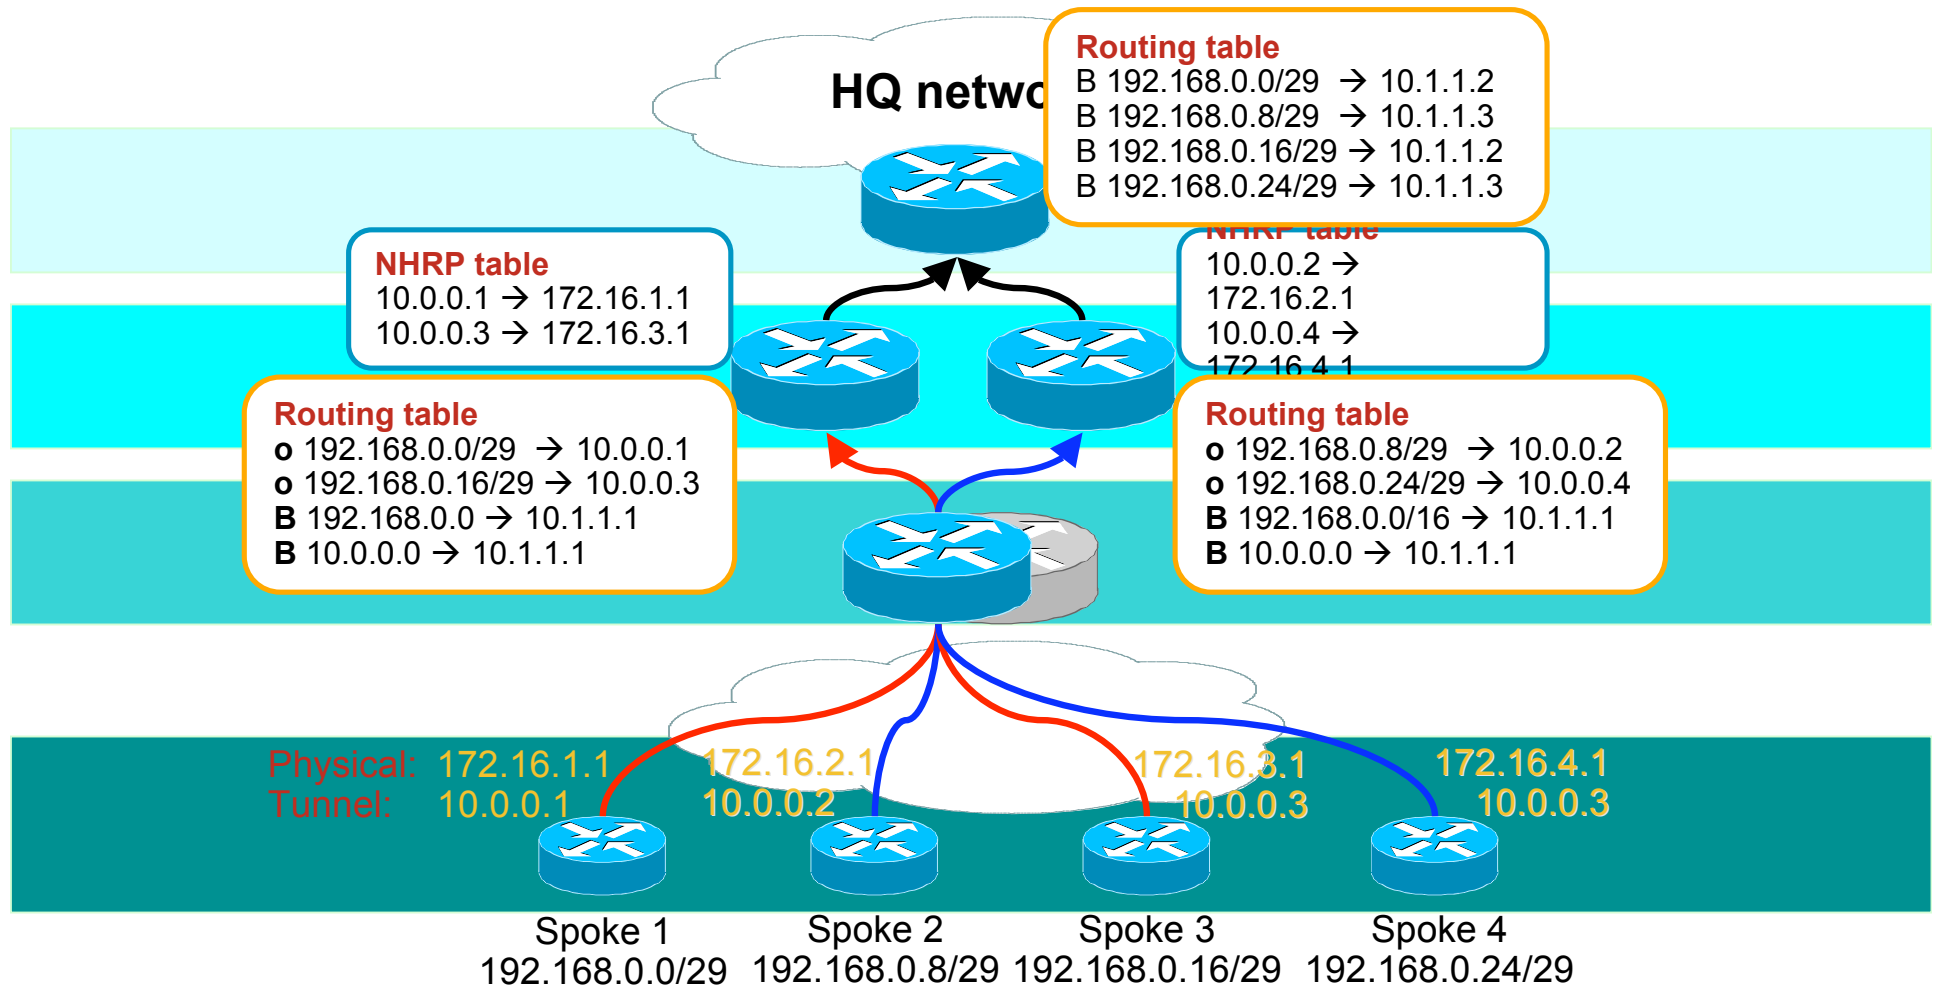 HQ netwo
Routing table
B 192.168.0.0/29 → 10.1.1.2
B 192.168.0.8/29 → 10.1.1.3
B 192.168.0.16/29 → 10.1.1.2
B 192.168.0.24/29 → 10.1.1.3
NHRP table
10.0.0.1 → 172.16.1.1
10.0.0.3 → 172.16.3.1
NHRP table
10.0.0.2 →
172.16.2.1
10.0.0.4 →
172.16.4.1
Routing table
o 192.168.0.0/29 → 10.0.0.1
o 192.168.0.16/29 → 10.0.0.3
B 192.168.0.0 → 10.1.1.1
B 10.0.0.0 → 10.1.1.1
Routing table
o 192.168.0.8/29 → 10.0.0.2
o 192.168.0.24/29 → 10.0.0.4
B 192.168.0.0/16 → 10.1.1.1
B 10.0.0.0 → 10.1.1.1
Physical: 172.16.1.1 172.16.2.1 172.16.3.1 172.16.4.1
Tunnel: 10.0.0.1 10.0.0.2 10.0.0.3 10.0.0.3
Spoke 1 Spoke 2 Spoke 3 Spoke 4
192.168.0.0/29 192.168.0.8/29 192.168.0.16/29 192.168.0.24/29